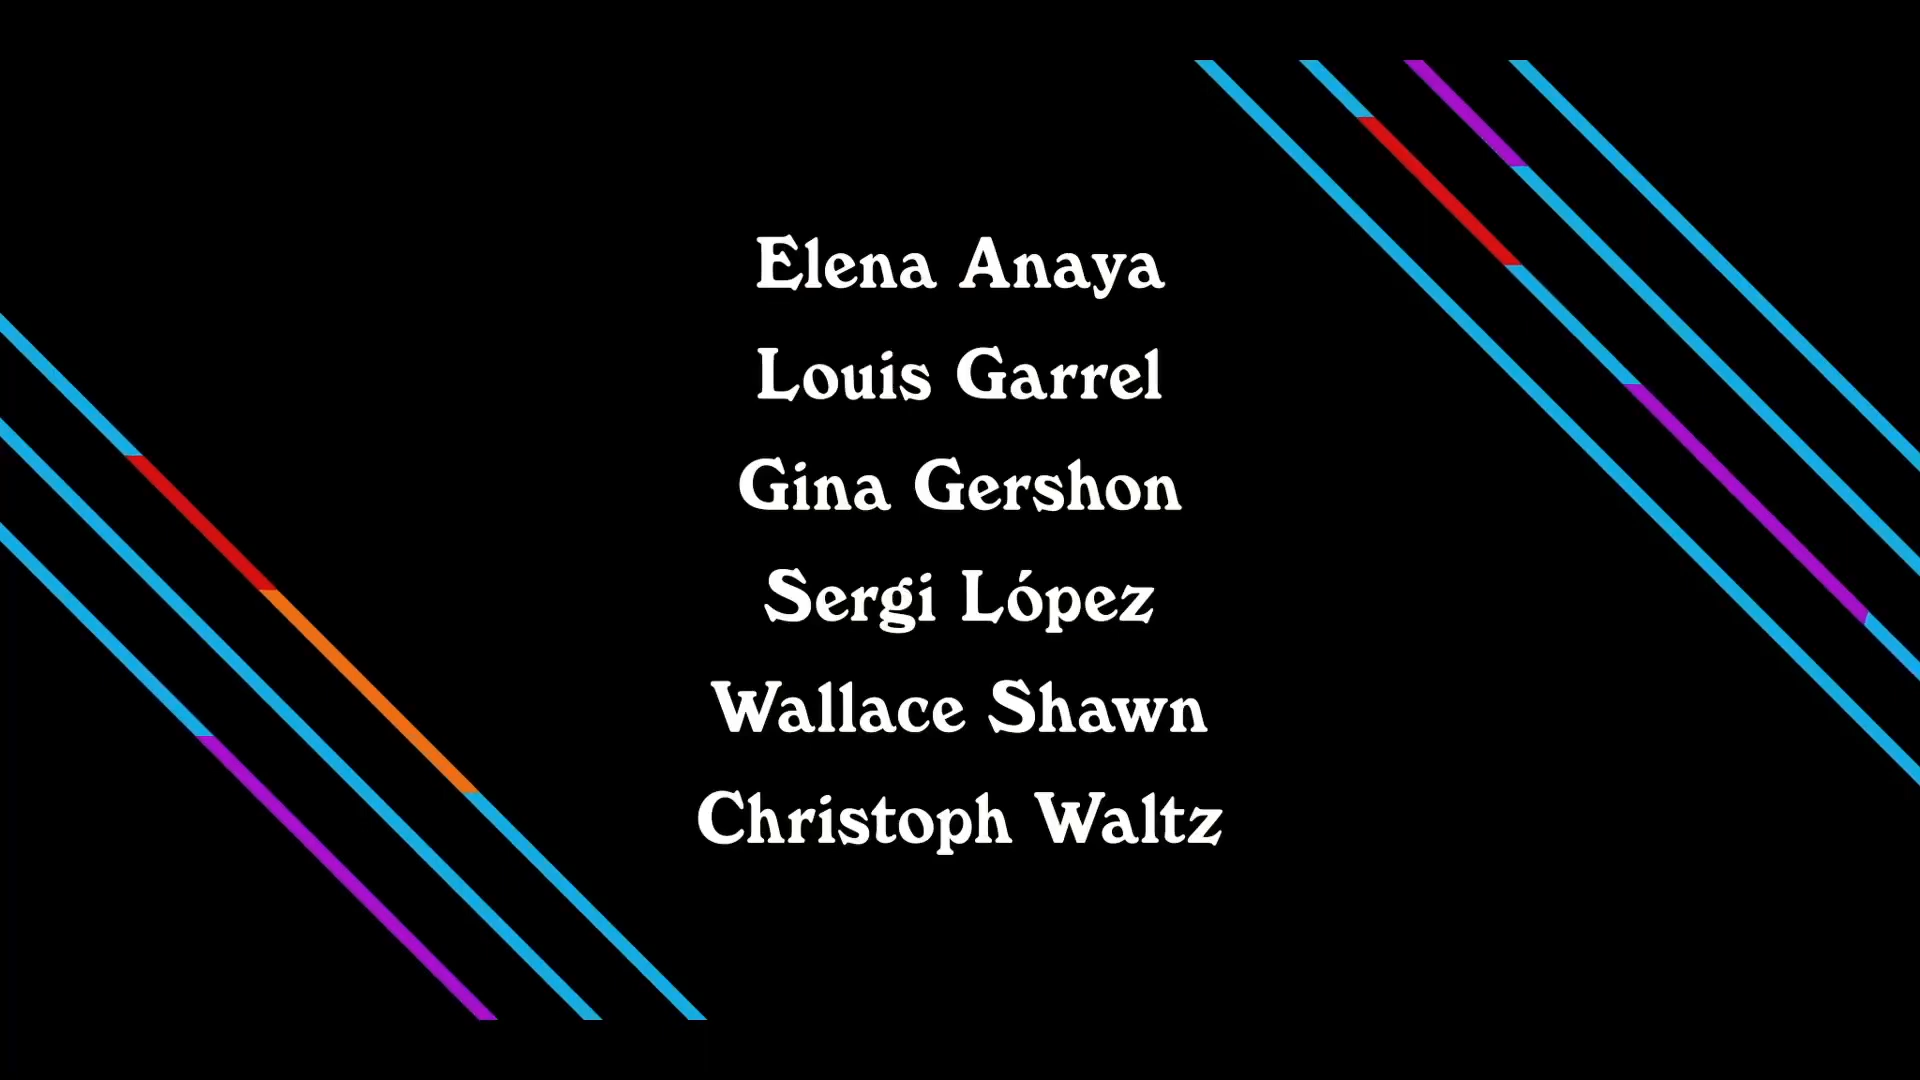 Elena Anaya
Louis Garrel
Gina Gershon
Sergi López
Wallace Shawn
Christoph Waltz